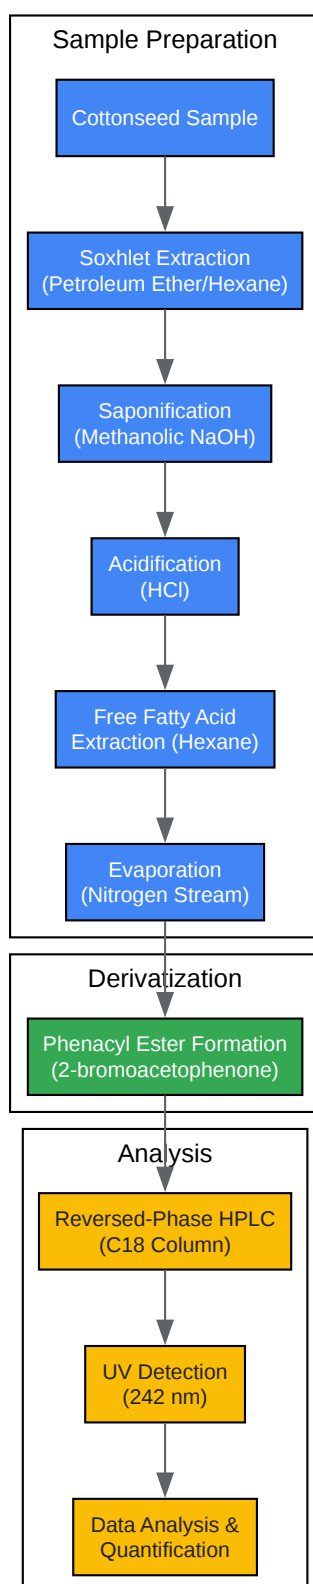 Sample Preparation
Cottonseed Sample
Soxhlet Extraction
(Petroleum Ether/Hexane)
Saponification
(Methanolic NaOH)
Acidification
(HCl)
Free Fatty Acid
Extraction (Hexane)
Evaporation
(Nitrogen Stream)
Derivatization
Phenacyl Ester Formation
(2-bromoacetophenone)
Analysis
Reversed-Phase HPLC
(C18 Column)
UV Detection
(242 nm)
Data Analysis &
Quantification